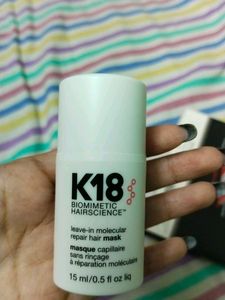 K18
BIOMIMETIC
HAIRSCIENCE™
leave-in molecular
repair hair mask
masque capillaire
sans rinçage
à réparation moléculaire
15 ml/0.5 fl oz liq